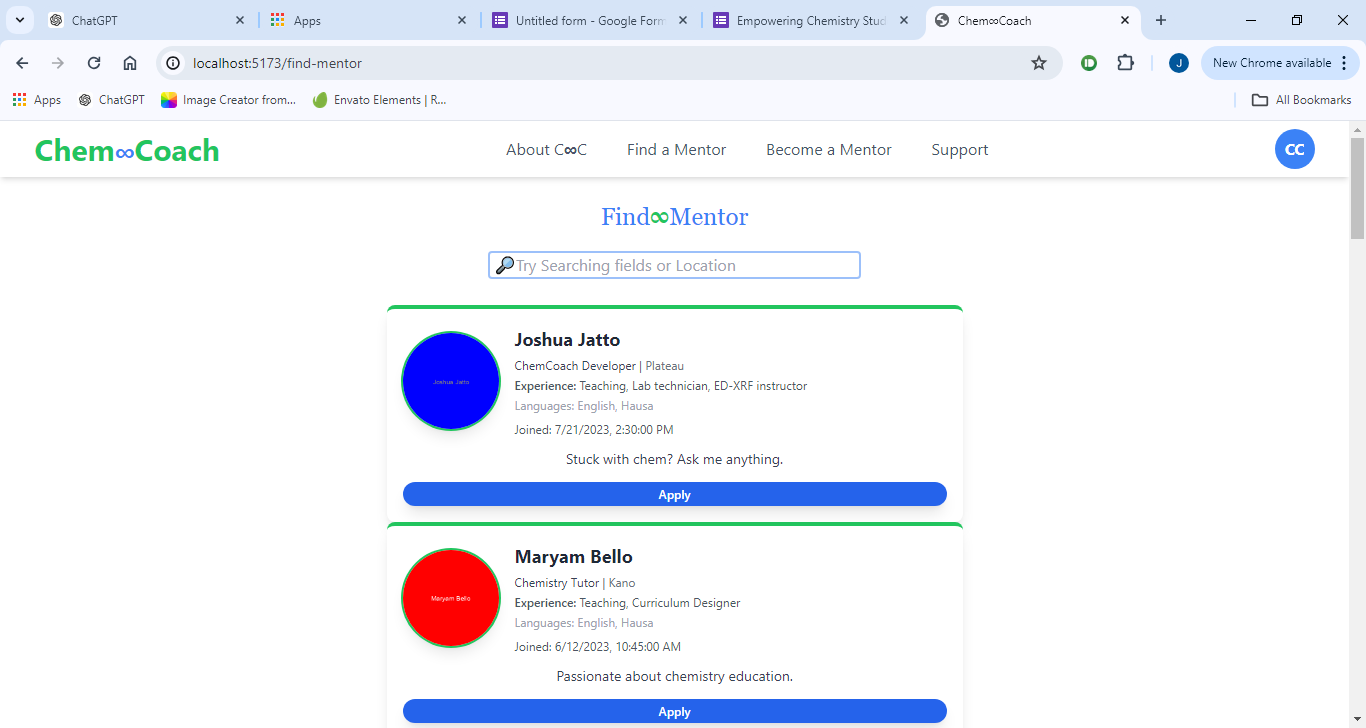 ChatGPT
Apps
Untitled form - Google Form
Empowering Chemistry Stud
Chem∞Coach
localhost:5173/find-mentor
J
New Chrome available
Apps
ChatGPT
Image Creator from...
Envato Elements | R...
All Bookmarks
Chem∞Coach
About C∞C
Find a Mentor
Become a Mentor
Support
CC
Find∞Mentor
Try Searching fields or Location
Joshua Jatto
Joshua Jatto
ChemCoach Developer | Plateau
Experience: Teaching, Lab technician, ED-XRF instructor
Languages: English, Hausa
Joined: 7/21/2023, 2:30:00 PM
Stuck with chem? Ask me anything.
Apply
Maryam Bello
Maryam Bello
Chemistry Tutor | Kano
Experience: Teaching, Curriculum Designer
Languages: English, Hausa
Joined: 6/12/2023, 10:45:00 AM
Passionate about chemistry education.
Apply